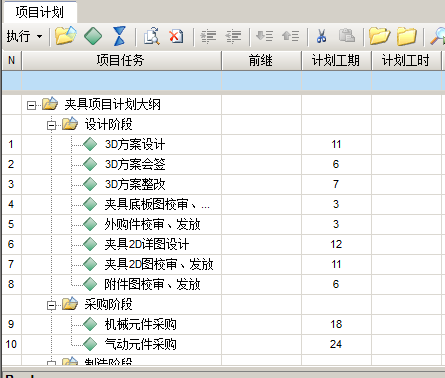 项目计划
执行
N 项目任务 前继 计划工期 计划工时
夹具项目计划大纲
设计阶段
1 3D方案设计 11
2 3D方案会签 6
3 3D方案整改 7
4 夹具底板图校审、... 3
5 外购件校审、发放 3
6 夹具2D详图设计 12
7 夹具2D图校审、发放 11
8 附件图校审、发放 6
采购阶段
9 机械元件采购 18
10 气动元件采购 24
制造阶段